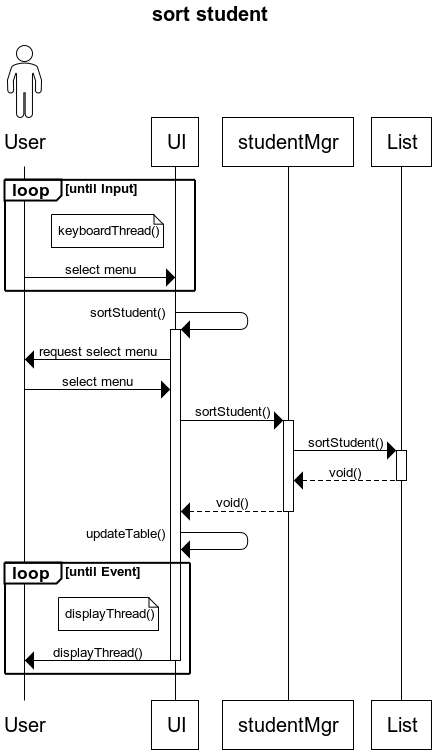 sort student
User
UI
studentMgr
List
loop [until Input]
keyboardThread()
select menu
sortStudent()
request select menu
select menu
sortStudent()
sortStudent()
void()
void()
updateTable()
loop [until Event]
displayThread()
displayThread()
User
UI
studentMgr
List